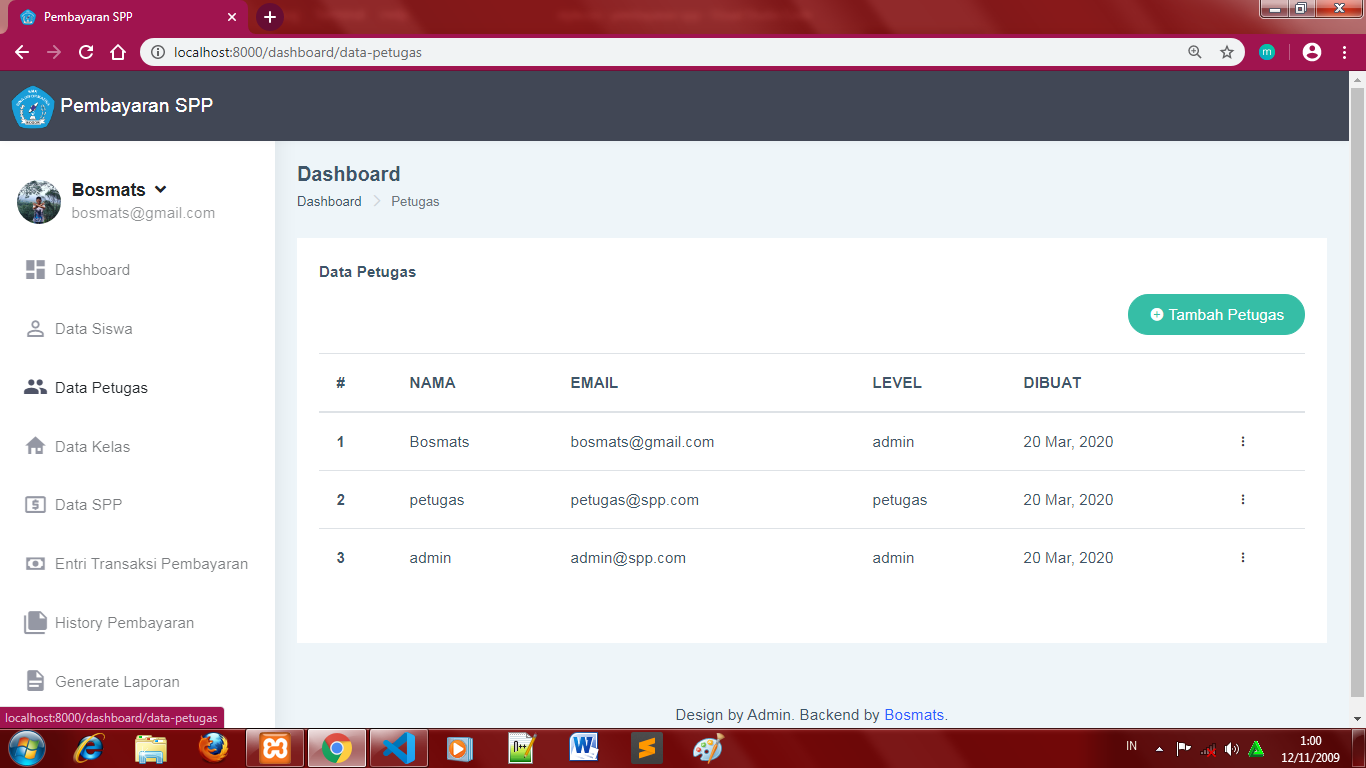 Pembayaran SPP
localhost:8000/dashboard/data-petugas
m
Pembayaran SPP
Bosmats
bosmats@gmail.com
Dashboard
Data Siswa
Data Petugas
Data Kelas
Data SPP
Entri Transaksi Pembayaran
History Pembayaran
Generate Laporan
Dashboard
Dashboard > Petugas
Data Petugas
Tambah Petugas
# NAMA EMAIL LEVEL DIBUAT
1 Bosmats bosmats@gmail.com admin 20 Mar, 2020
2 petugas petugas@spp.com petugas 20 Mar, 2020
3 admin admin@spp.com admin 20 Mar, 2020
Design by Admin. Backend by Bosmats.
localhost:8000/dashboard/data-petugas
IN
1:00
12/11/2009